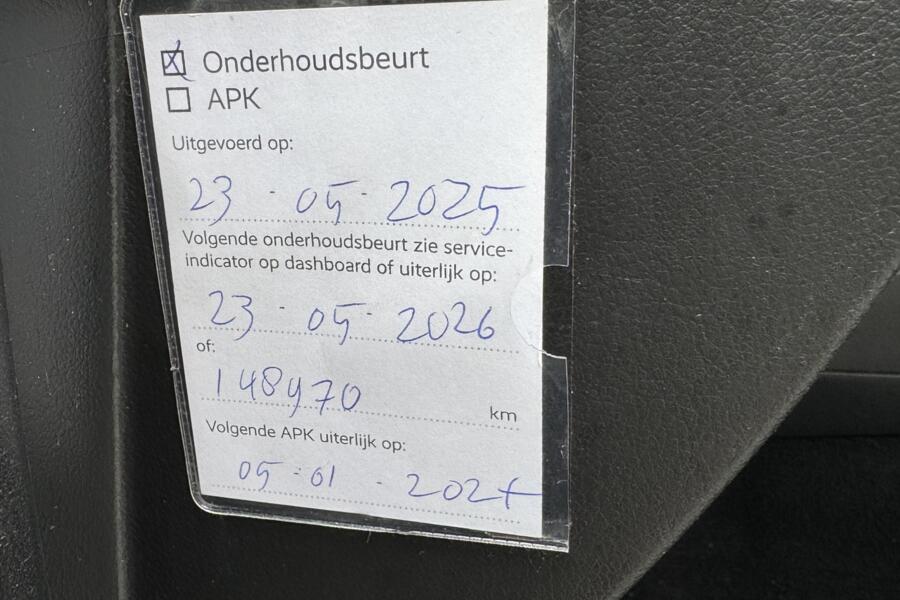 Onderhoudsbeurt
APK
Uitgevoerd op:
23 - 05 - 2025
Volgende onderhoudsbeurt zie service-
indicator op dashboard of uiterlijk op:
23 - 05 - 2026
of:
148970 km
Volgende APK uiterlijk op:
05 - 01 - 2027